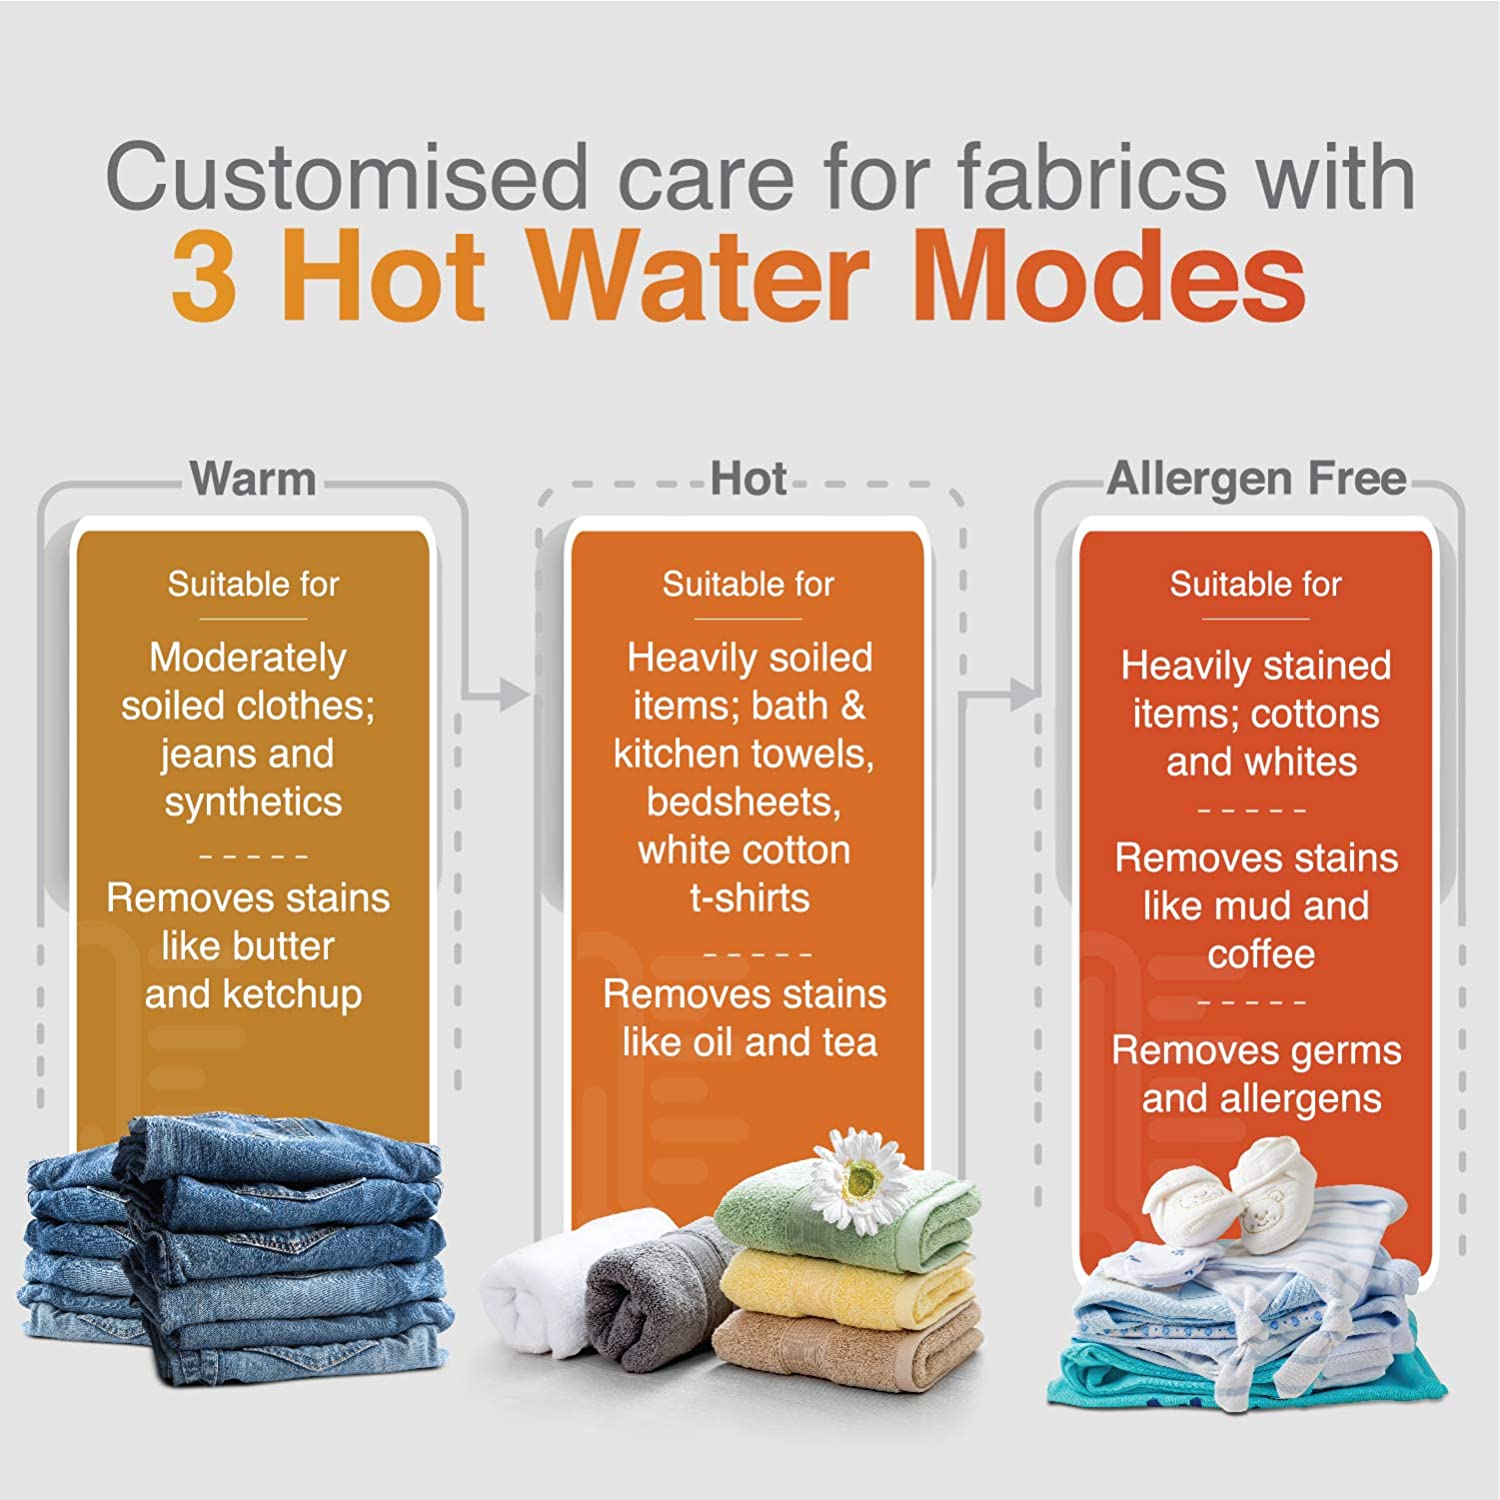 Customised care for fabrics with
3 Hot Water Modes
Warm
Suitable for
Moderately
soiled clothes;
jeans and
synthetics
Removes stains
like butter
and ketchup
Hot
Suitable for
Heavily soiled
items; bath &
kitchen towels,
bedsheets,
white cotton
t-shirts
Removes stains
like oil and tea
Allergen Free
Suitable for
Heavily stained
items; cottons
and whites
Removes stains
like mud and
coffee
Removes germs
and allergens